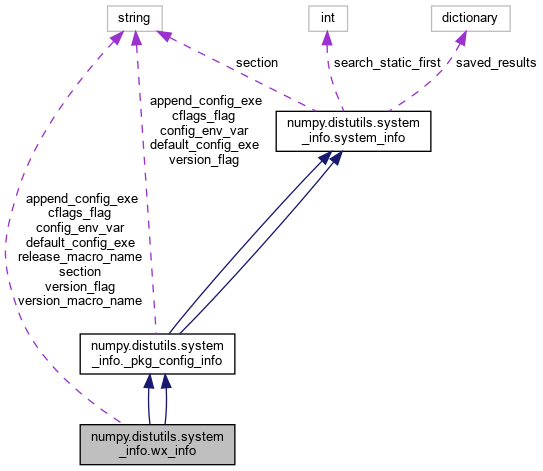 string
int
dictionary
section
search_static_first
saved_results
append_config_exe
cflags_flag
config_env_var
default_config_exe
version_flag
numpy.distutils.system
_info.system_info
append_config_exe
cflags_flag
config_env_var
default_config_exe
release_macro_name
section
version_flag
version_macro_name
numpy.distutils.system
_info._pkg_config_info
numpy.distutils.system
_info.wx_info